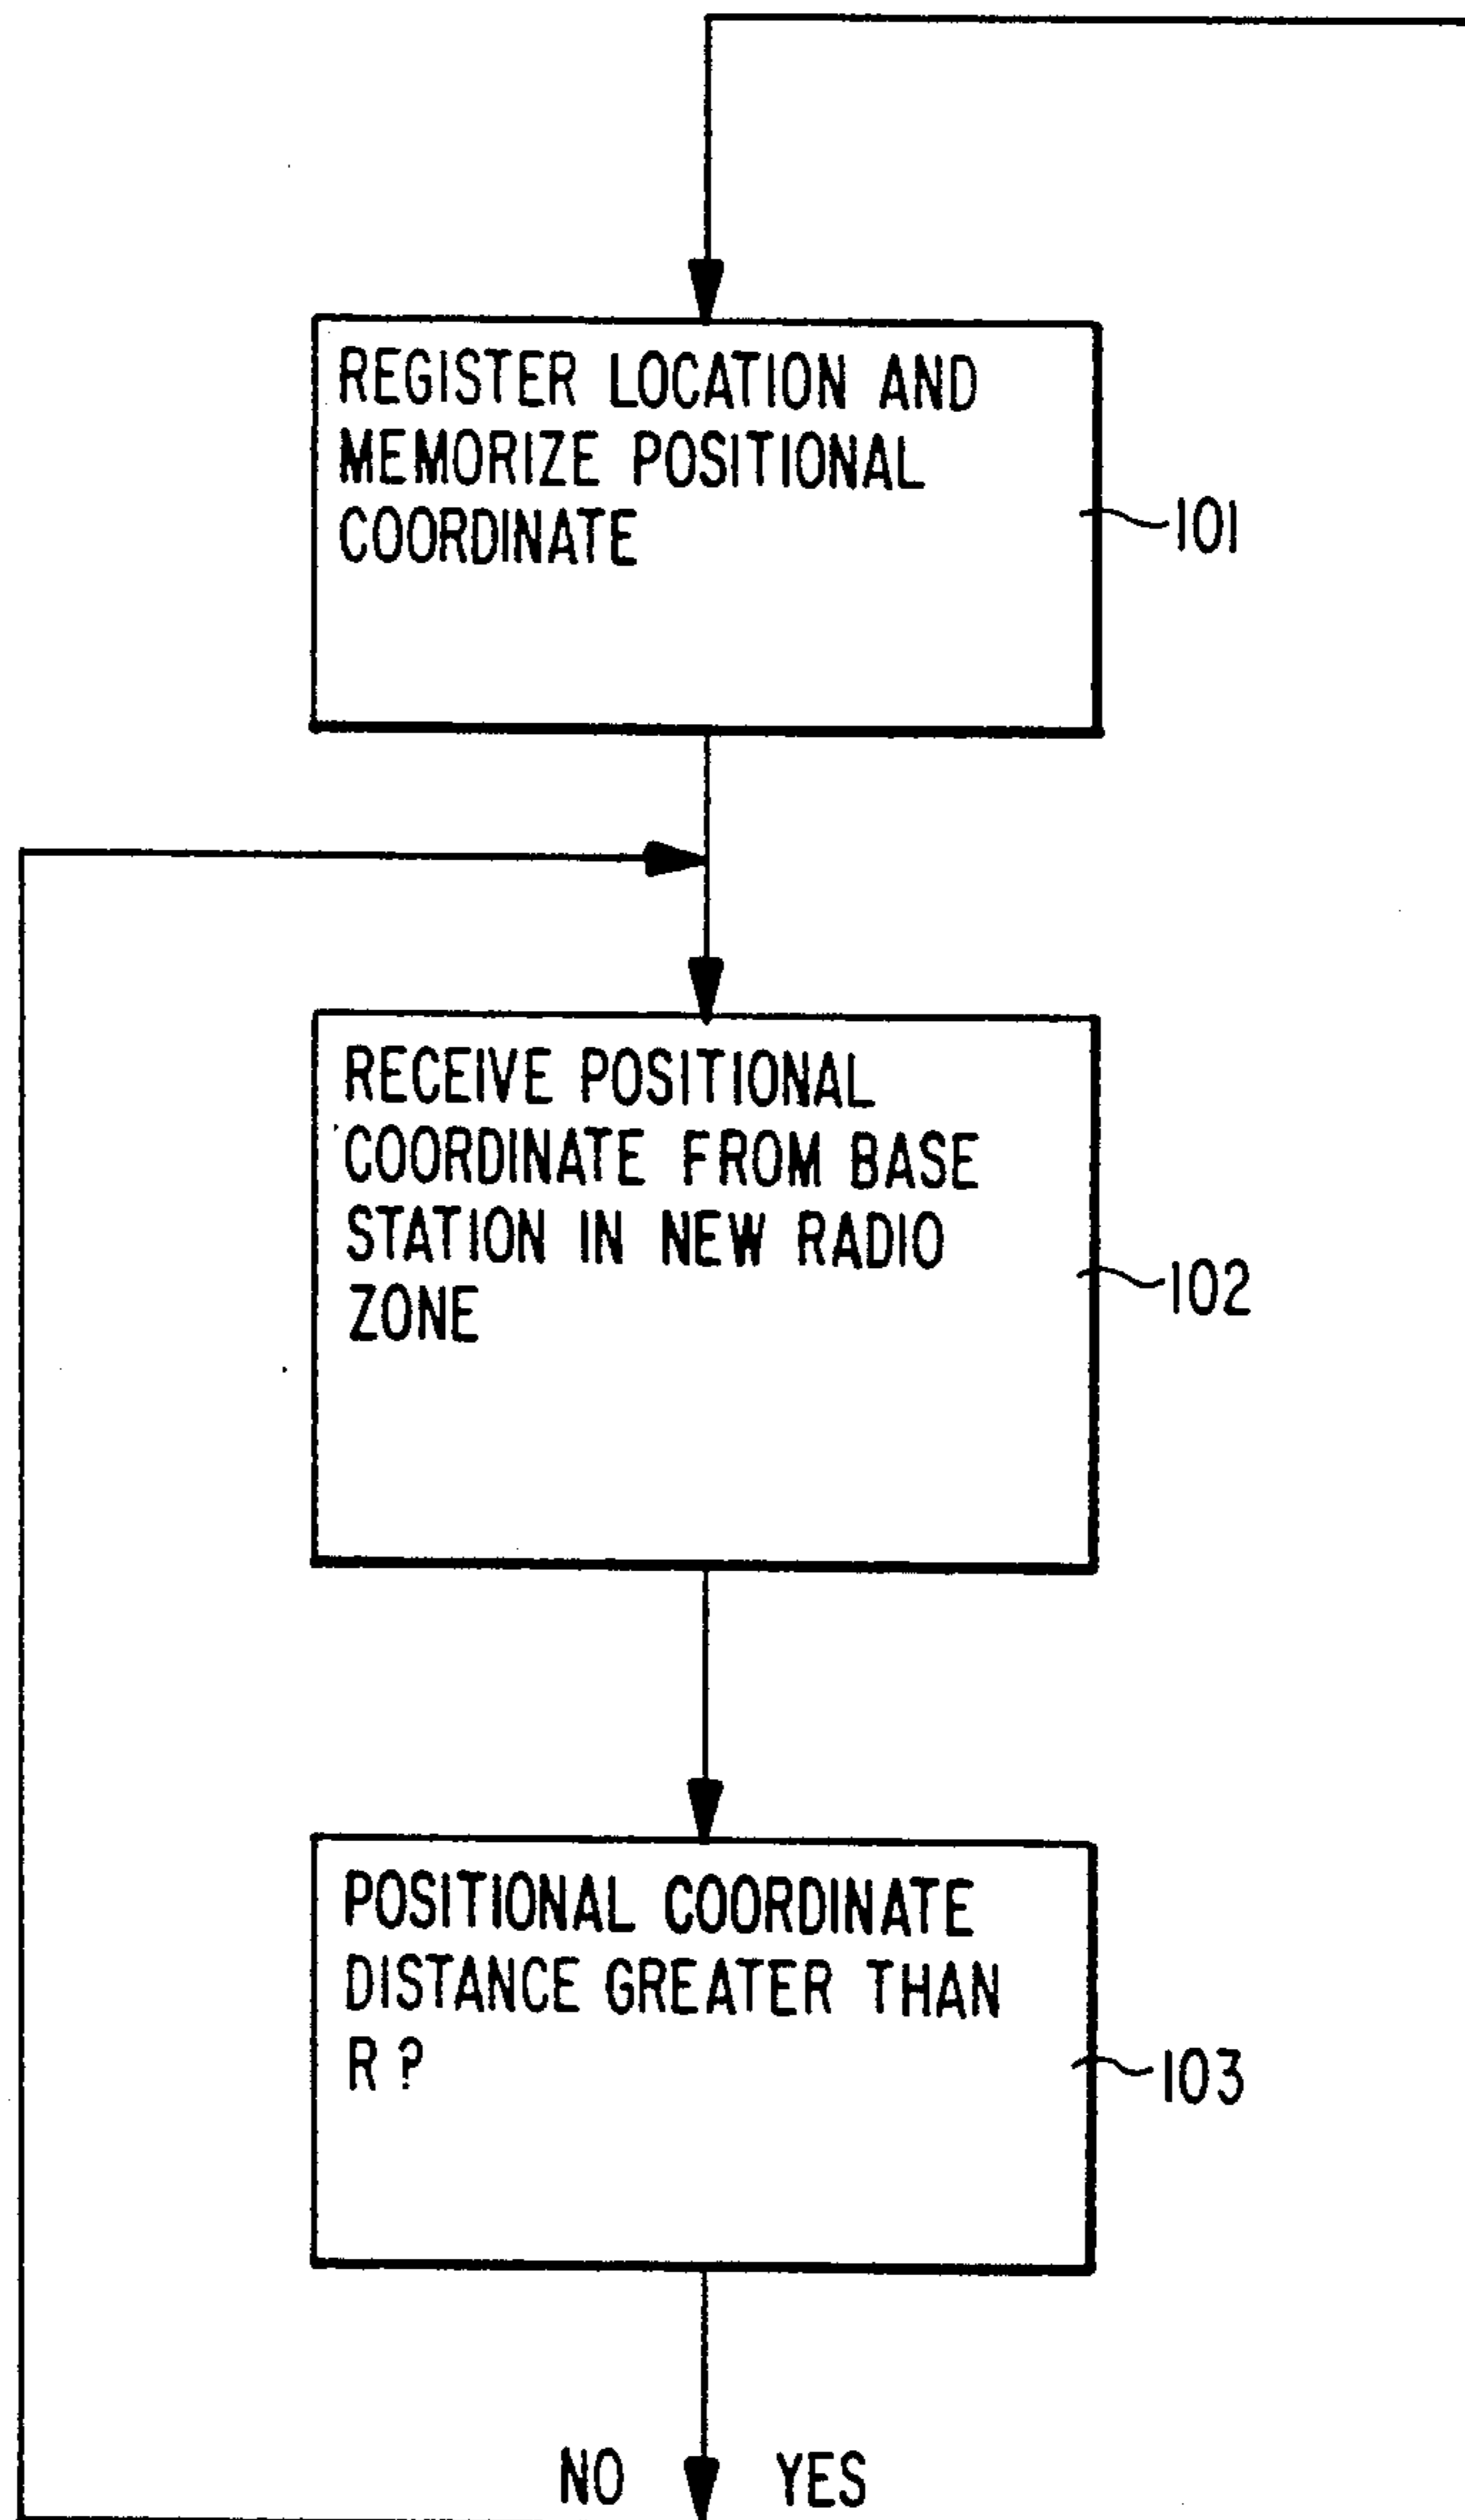 REGISTER LOCATION AND
MEMORIZE POSITIONAL
COORDINATE
101
RECEIVE POSITIONAL
COORDINATE FROM BASE
STATION IN NEW RADIO
ZONE
102
POSITIONAL COORDINATE
DISTANCE GREATER THAN
R?
103
NO YES